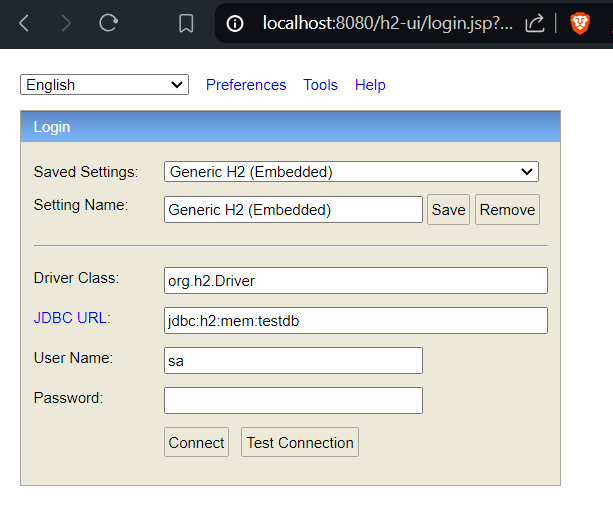 localhost:8080/h2-ui/login.jsp?...
English Preferences Tools Help
Login
Saved Settings: Generic H2 (Embedded)
Setting Name: Generic H2 (Embedded) Save Remove
Driver Class: org.h2.Driver
JDBC URL: jdbc:h2:mem:testdb
User Name: sa
Password:
Connect Test Connection